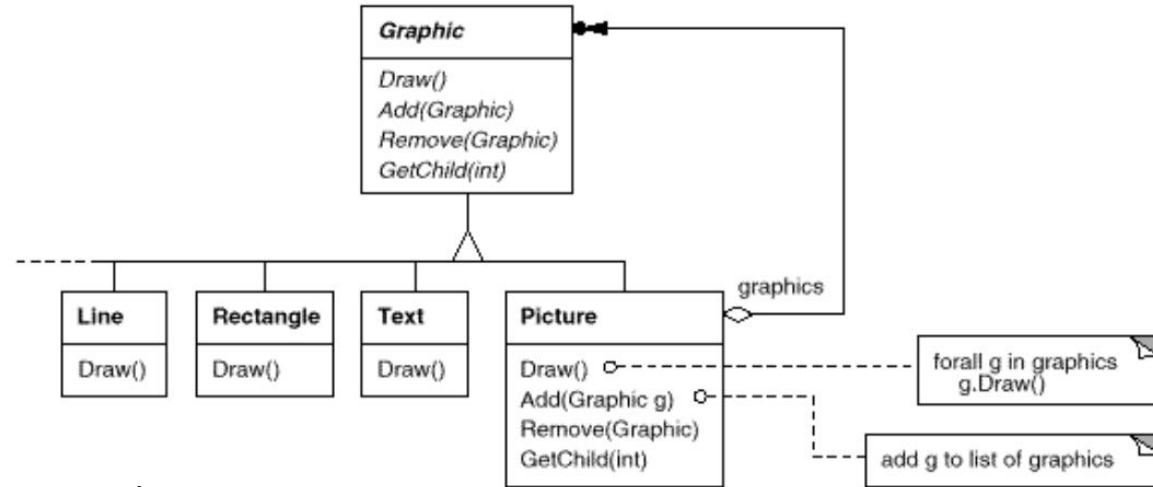 Graphic
Draw()
Add(Graphic)
Remove(Graphic)
GetChild(int)
graphics
Line
Draw()
Rectangle
Draw()
Text
Draw()
Picture
Draw()
Add(Graphic g)
Remove(Graphic)
GetChild(int)
forall g in graphics
g.Draw()
add g to list of graphics